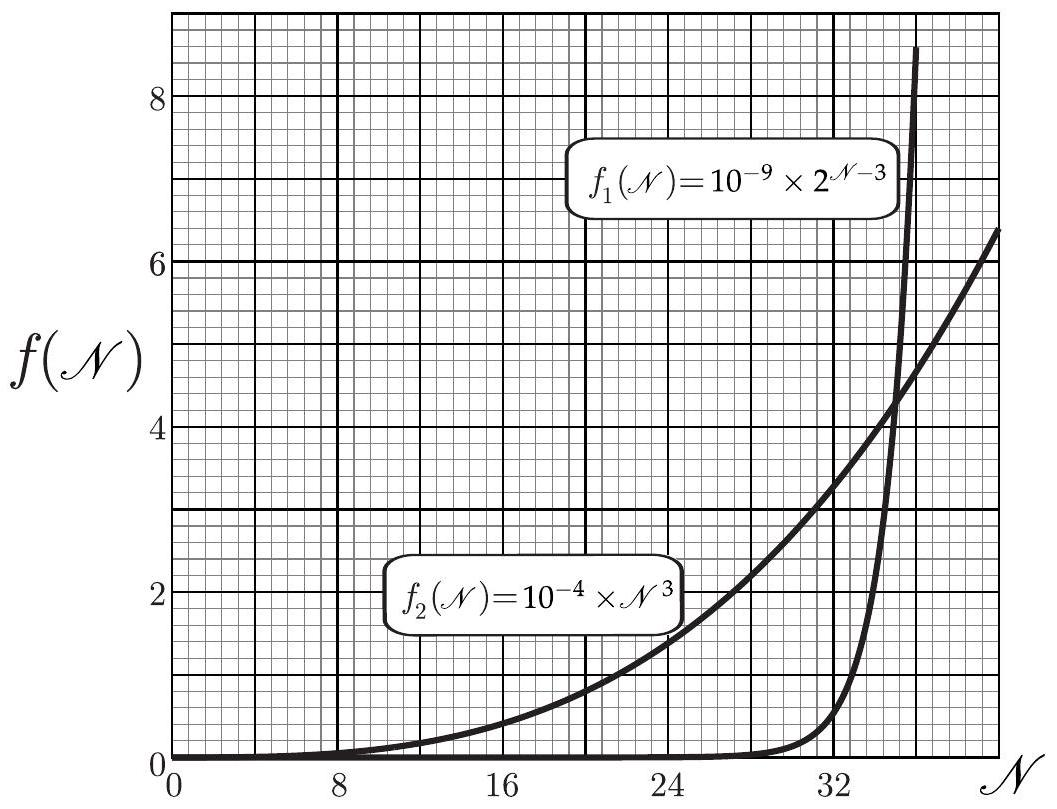 8
f₁(𝒩)=10⁻⁹ × 2^{𝒩−3}
6
f(𝒩)
4
2
f₂(𝒩)=10⁻⁴ ×𝒩³
0
0 8 16 24 32 𝒩